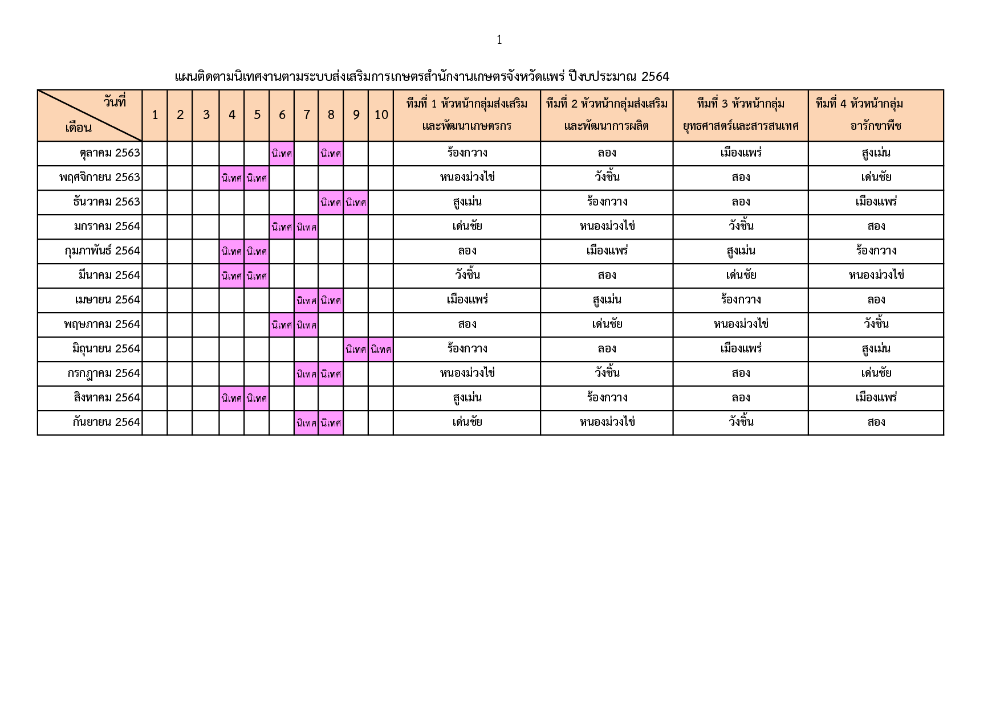 1
แผนติดตามนิเทศงานตามระบบส่งเสริมการเกษตรสำนักงานเกษตรจังหวัดแพร่ ปีงบประมาณ 2564
วันที่ เดือน 1 2 3 4 5 6 7 8 9 10 ทีมที่ 1 หัวหน้ากลุ่มส่งเสริมและพัฒนาเกษตรกร ทีมที่ 2 หัวหน้ากลุ่มส่งเสริมและพัฒนาการผลิต ทีมที่ 3 หัวหน้ากลุ่มยุทธศาสตร์และสารสนเทศ ทีมที่ 4 หัวหน้ากลุ่มอารักขาพืช
ตุลาคม 2563 นิเทศ นิเทศ ร้องกวาง ลอง เมืองแพร่ สูงเม่น
พฤศจิกายน 2563 นิเทศ นิเทศ หนองม่วงไข่ วังชิ้น สอง เด่นชัย
ธันวาคม 2563 นิเทศ นิเทศ สูงเม่น ร้องกวาง ลอง เมืองแพร่
มกราคม 2564 นิเทศ นิเทศ เด่นชัย หนองม่วงไข่ วังชิ้น สอง
กุมภาพันธ์ 2564 นิเทศ นิเทศ ลอง เมืองแพร่ สูงเม่น ร้องกวาง
มีนาคม 2564 นิเทศ นิเทศ วังชิ้น สอง เด่นชัย หนองม่วงไข่
เมษายน 2564 นิเทศ นิเทศ เมืองแพร่ สูงเม่น ร้องกวาง ลอง
พฤษภาคม 2564 นิเทศ นิเทศ สอง เด่นชัย หนองม่วงไข่ วังชิ้น
มิถุนายน 2564 นิเทศ นิเทศ ร้องกวาง ลอง เมืองแพร่ สูงเม่น
กรกฎาคม 2564 นิเทศ นิเทศ หนองม่วงไข่ วังชิ้น สอง เด่นชัย
สิงหาคม 2564 นิเทศ นิเทศ สูงเม่น ร้องกวาง ลอง เมืองแพร่
กันยายน 2564 นิเทศ นิเทศ เด่นชัย หนองม่วงไข่ วังชิ้น สอง